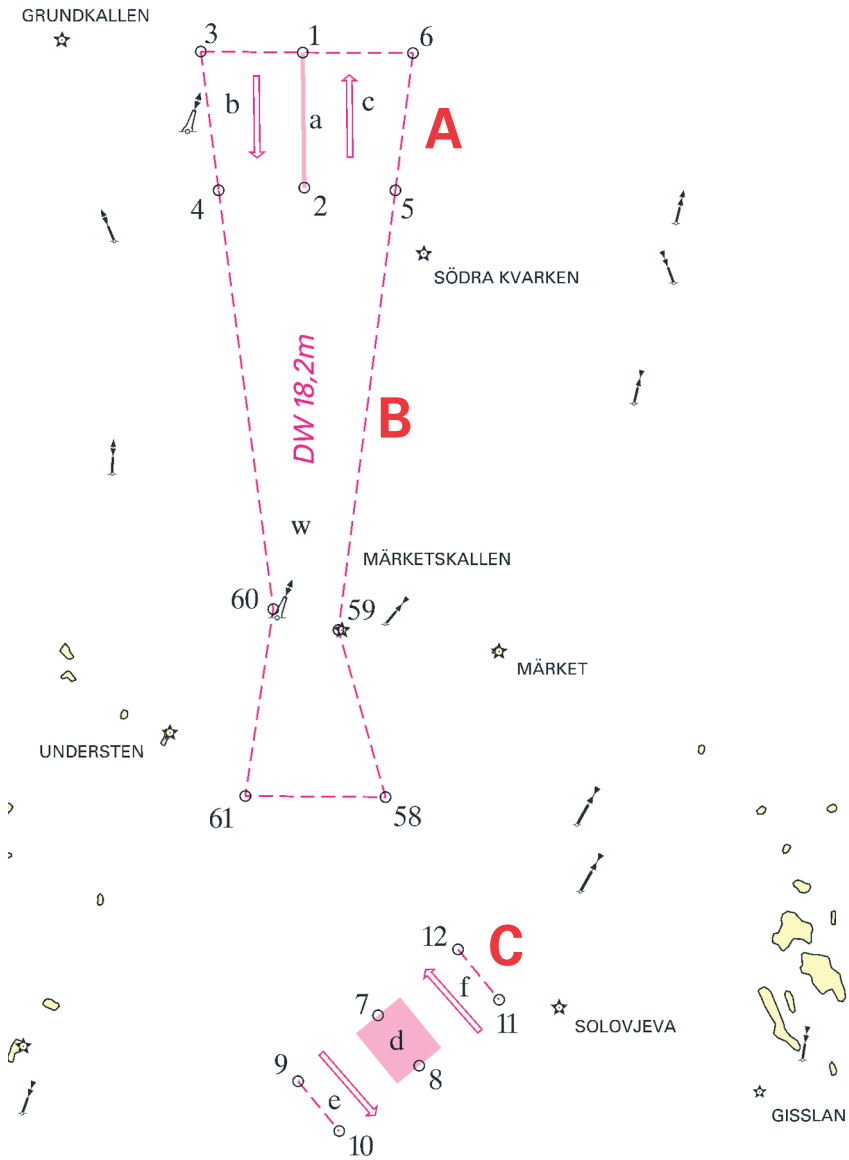 GRUNDKALLEN
3
1
6
b
a
c
A
4
2
5
SÖDRA KVARKEN
DW 18,2m
B
w
MÄRKETSKALLEN
60
59
MÄRKET
UNDERSTEN
61
58
12
C
f
7
11
SOLOVJEVA
d
9
8
e
GISSLAN
10